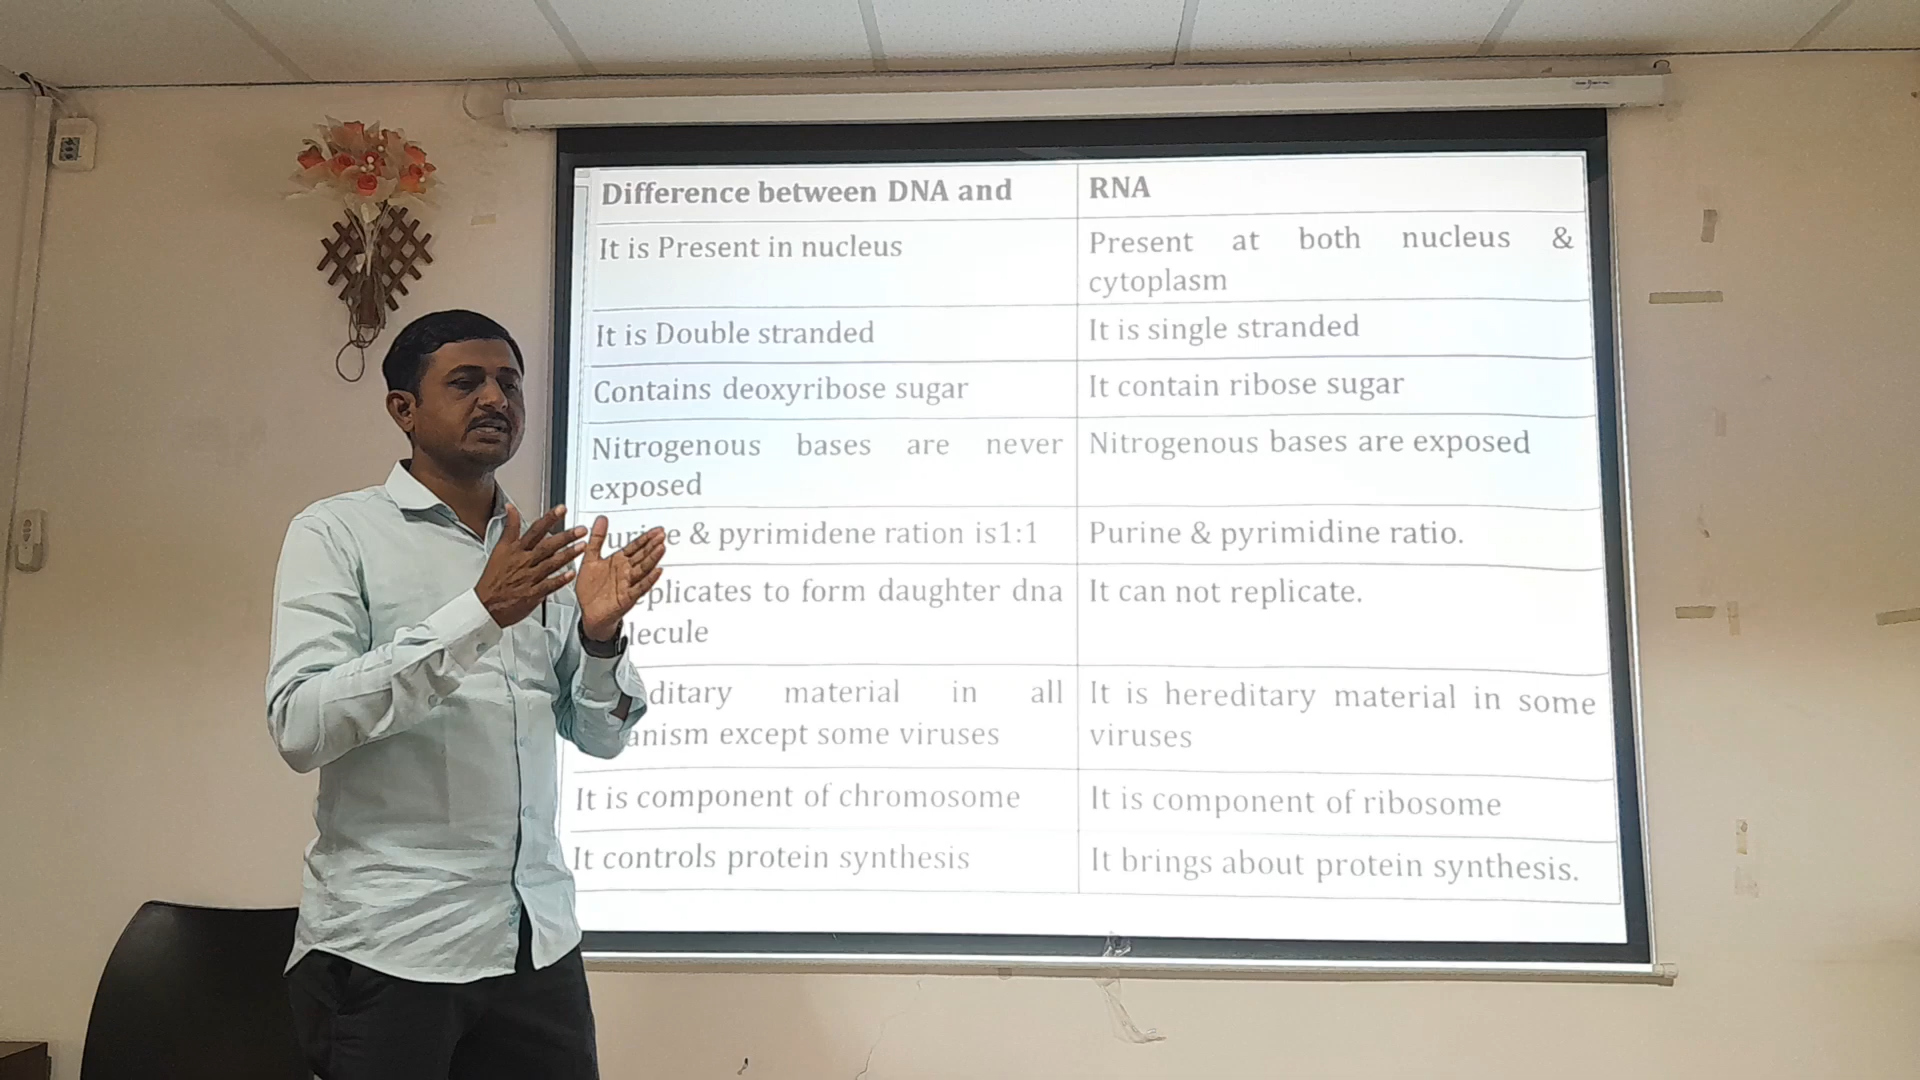 Difference between DNA and
RNA
It is Present in nucleus
Present at both nucleus &
cytoplasm
It is Double stranded
It is single stranded
Contains deoxyribose sugar
It contain ribose sugar
Nitrogenous bases are never
exposed
Nitrogenous bases are exposed
& pyrimidene ration is1:1
Purine & pyrimidine ratio.
to form daughter dna
It can not replicate.
material in all
except some viruses
It is hereditary material in some
viruses
It is component of chromosome
It is component of ribosome
It controls protein synthesis
It brings about protein synthesis.